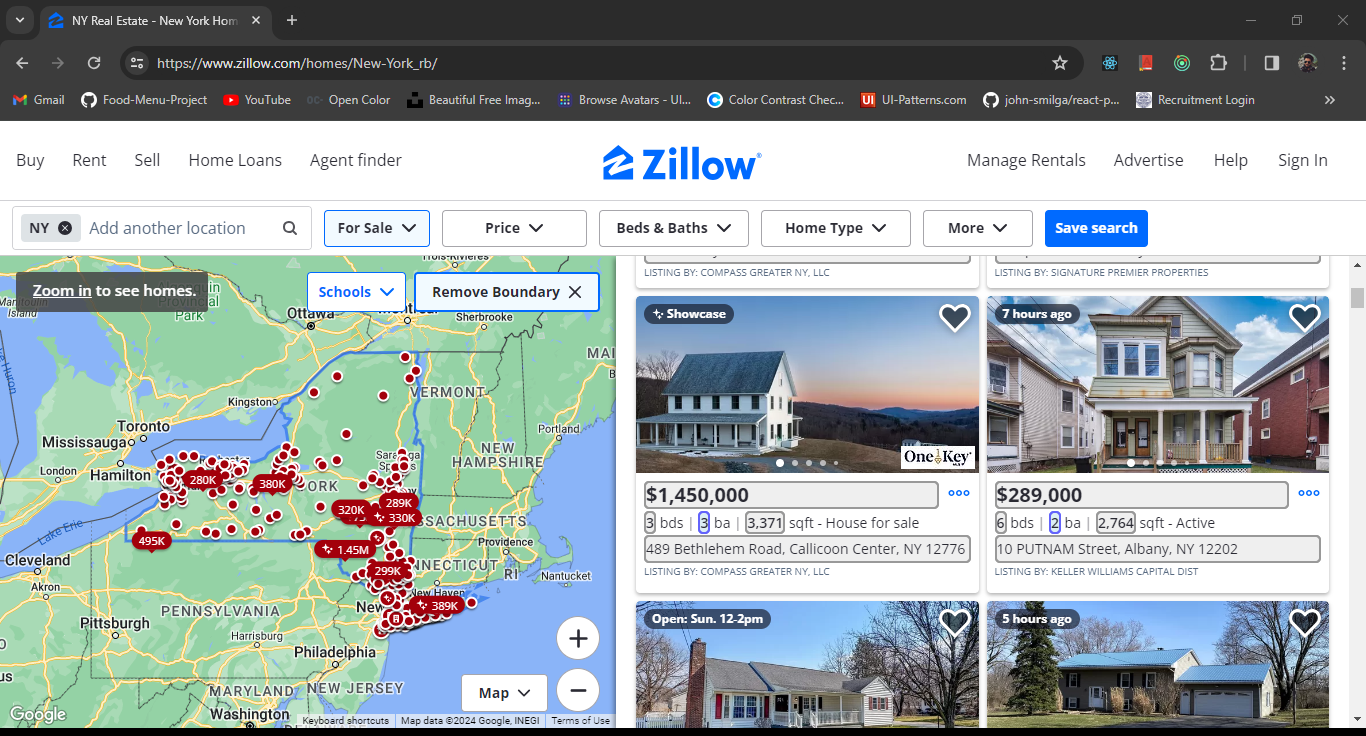 NY Real Estate - New York Hom
https://www.zillow.com/homes/New-York_rb/
Gmail
Food-Menu-Project
YouTube
Open Color
Beautiful Free Imag...
Browse Avatars - UI...
Color Contrast Chec...
UI-Patterns.com
john-smilga/react-p...
Recruitment Login
Buy
Rent
Sell
Home Loans
Agent finder
Zillow
Manage Rentals
Advertise
Help
Sign In
NY
Add another location
For Sale
Price
Beds & Baths
Home Type
More
Save search
Zoom in to see homes.
Schools
Remove Boundary
Ottawa
Sherbrooke
Kingston
VERMONT
Toronto
Mississauga
London
Hamilton
Portland
NEW
HAMPSHIRE
280K
380K
320K
289K
330K
495K
1.45M
299K
389K
Lake Erie
Providence
RI
Nantucket
Cleveland
Akron
New Haven
PENNSYLVANIA
Pittsburgh
Harrisburg
Philadelphia
MARYLAND
NEW JERSEY
Washington
Map
Google
Keyboard shortcuts
Map data ©2024 Google, INEGI
Terms of Use
LISTING BY: COMPASS GREATER NY, LLC
LISTING BY: SIGNATURE PREMIER PROPERTIES
Showcase
OneKey
$1,450,000
3 bds | 3 ba | 3,371 sqft - House for sale
489 Bethlehem Road, Callicoon Center, NY 12776
LISTING BY: COMPASS GREATER NY, LLC
7 hours ago
$289,000
6 bds | 2 ba | 2,764 sqft - Active
10 PUTNAM Street, Albany, NY 12202
LISTING BY: KELLER WILLIAMS CAPITAL DIST
Open: Sun. 12-2pm
5 hours ago